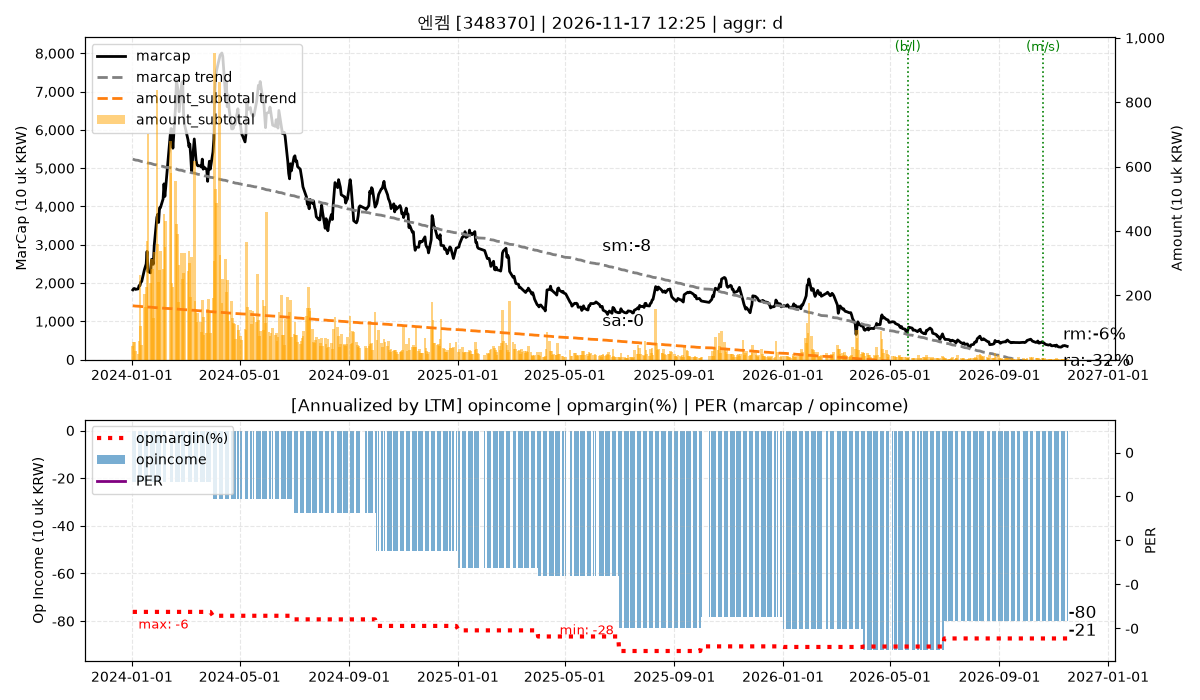 엔켐 [348370] | 2026-11-17 12:25 | aggr: d
8,000
7,000
6,000
5,000
4,000
3,000
2,000
1,000
0
MarCap (10 uk KRW)
1,000
800
600
400
200
Amount (10 uk KRW)
marcap
marcap trend
amount_subtotal trend
amount_subtotal
(b/l)
(m/s)
sm:-8
sa:-0
rm:-6%
ra:-32%
2024-01-01
2024-05-01
2024-09-01
2025-01-01
2025-05-01
2025-09-01
2026-01-01
2026-05-01
2026-09-01
2027-01-01
[Annualized by LTM] opincome | opmargin(%) | PER (marcap / opincome)
0
-20
-40
-60
-80
Op Income (10 uk KRW)
0
0
0
-0
-0
PER
opmargin(%)
opincome
PER
max: -6
min: -28
-80
-21
2024-01-01
2024-05-01
2024-09-01
2025-01-01
2025-05-01
2025-09-01
2026-01-01
2026-05-01
2026-09-01
2027-01-01